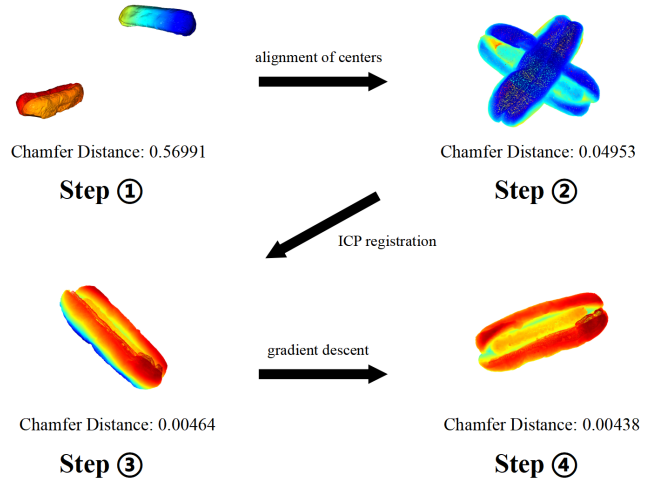 alignment of centers
Chamfer Distance: 0.56991
Chamfer Distance: 0.04953
Step ①
Step ②
ICP registration
gradient descent
Chamfer Distance: 0.00464
Chamfer Distance: 0.00438
Step ③
Step ④